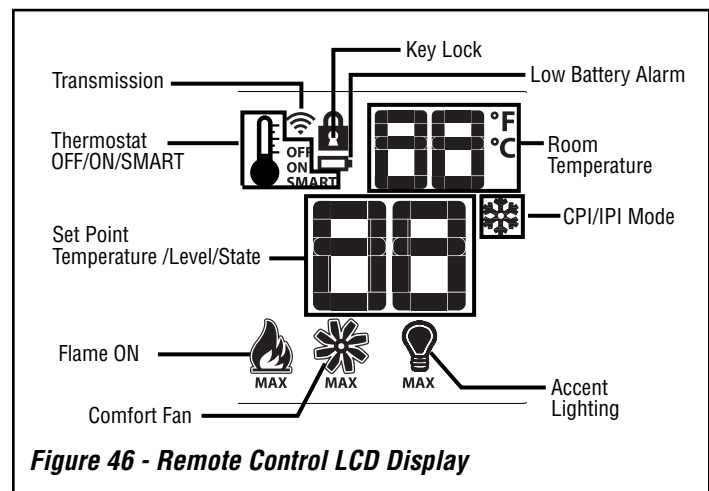 Key Lock
Transmission
Low Battery Alarm
Thermostat
OFF/ON/SMART
OFF
ON
SMART
88 °F
°C
Room
Temperature
CPI/IPI Mode
Set Point
Temperature /Level/State
88
Flame ON
MAX
MAX
MAX
Comfort Fan
Accent
Lighting
Figure 46 - Remote Control LCD Display